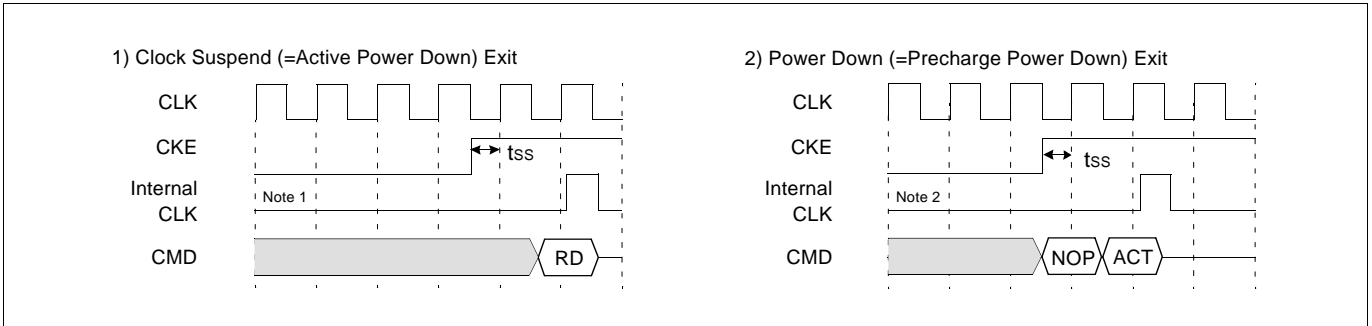 1) Clock Suspend (=Active Power Down) Exit
CLK
CKE
tSS
Internal
CLK
Note 1
CMD
RD
2) Power Down (=Precharge Power Down) Exit
CLK
CKE
tSS
Internal
CLK
Note 2
CMD
NOP
ACT